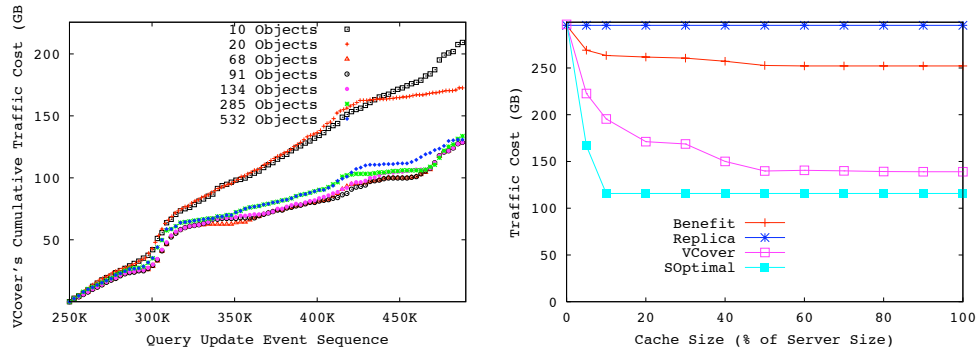 VCover's Cumulative Traffic Cost (GB
200
150
100
50
250K 300K 350K 400K 450K
Query Update Event Sequence
10 Objects
20 Objects
68 Objects
91 Objects
134 Objects
285 Objects
532 Objects
Traffic Cost (GB)
250
200
150
100
50
0
0 20 40 60 80 100
Cache Size (% of Server Size)
Benefit
Replica
VCover
SOptimal